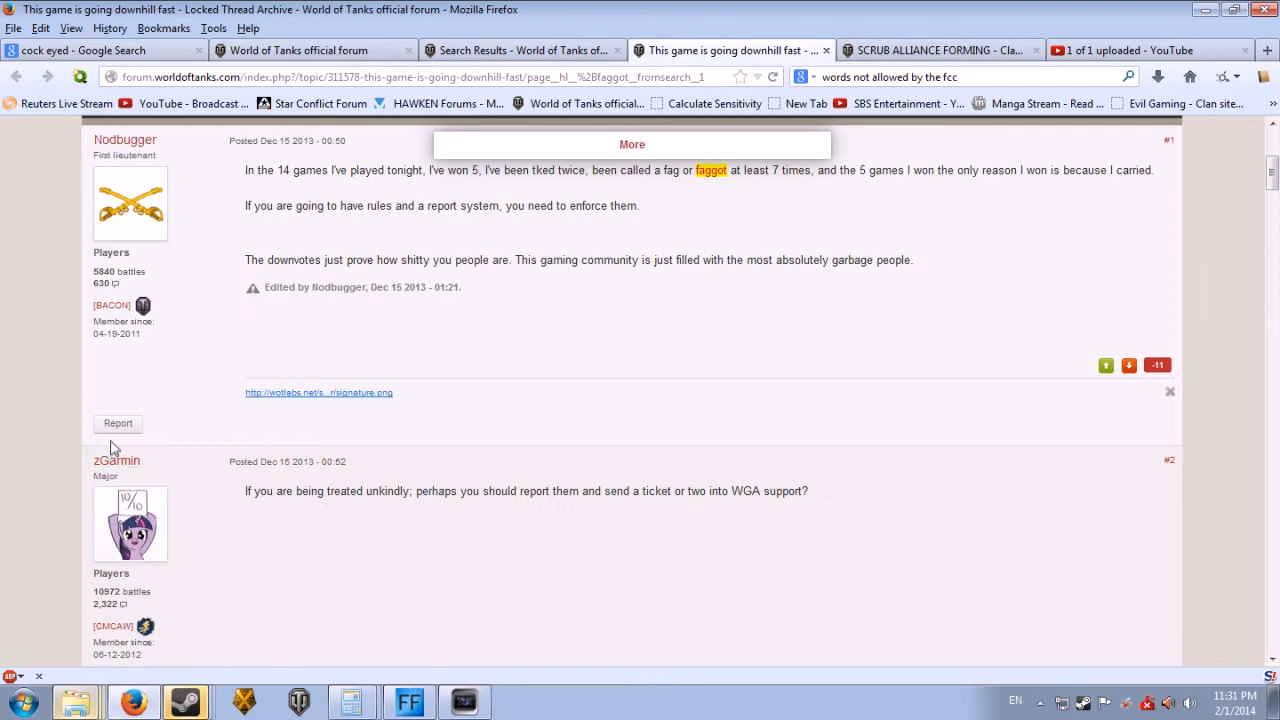 This game is going downhill fast - Locked Thread Archive - World of Tanks official forum - Mozilla Firefox
File Edit View History Bookmarks Tools Help
cock eyed - Google Search × World of Tanks official forum × Search Results - World of Tanks of... × This game is going downhill fast - ... × SCRUB ALLIANCE FORMING - Cla... × 1 of 1 uploaded - YouTube × +
forum.worldoftanks.com/index.php?/topic/311578-this-game-is-going-downhill-fast/page__hl__%2Bfaggot__fromsearch__1 words not allowed by the fcc
Reuters Live Stream YouTube - Broadcast ... Star Conflict Forum HAWKEN Forums - M... World of Tanks official... Calculate Sensitivity New Tab SBS Entertainment - Y... Manga Stream - Read ... Evil Gaming - Clan site...
More
Nodbugger Posted Dec 15 2013 - 00:50 #1
First lieutenant
In the 14 games I've played tonight, I've won 5, I've been tked twice, been called a fag or faggot at least 7 times, and the 5 games I won the only reason I won is because I carried.
If you are going to have rules and a report system, you need to enforce them.
The downvotes just prove how shitty you people are. This gaming community is just filled with the most absolutely garbage people.
Edited by Nodbugger, Dec 15 2013 - 01:21.
Players
5840 battles
630
[BACON]
Member since:
04-19-2011
-11
http://wotlabs.net/s...r/signature.png
Report
zGarmin Posted Dec 15 2013 - 00:52 #2
Major
If you are being treated unkindly; perhaps you should report them and send a ticket or two into WGA support?
10/10
Players
10972 battles
2,322
[CMCAW]
Member since:
06-12-2012
ABP ×
FF EN 11:31 PM
2/1/2014